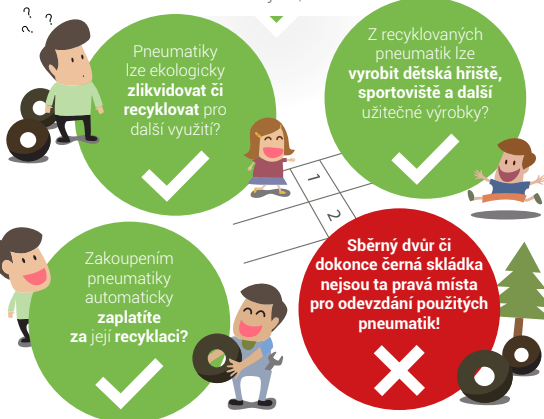 ? ? ?
Pneumatiky
lze ekologicky
zlikvidovat či
recyklovat pro
další využití?
Z recyklovaných
pneumatik lze
vyrobit dětská hřiště,
sportoviště a další
užitečné výrobky?
1
2
Zakoupením
pneumatiky
automaticky
zaplatíte
za její recyklaci?
Sběrný dvůr či
dokonce černá skládka
nejsou ta pravá místa
pro odevzdání použitých
pneumatik!